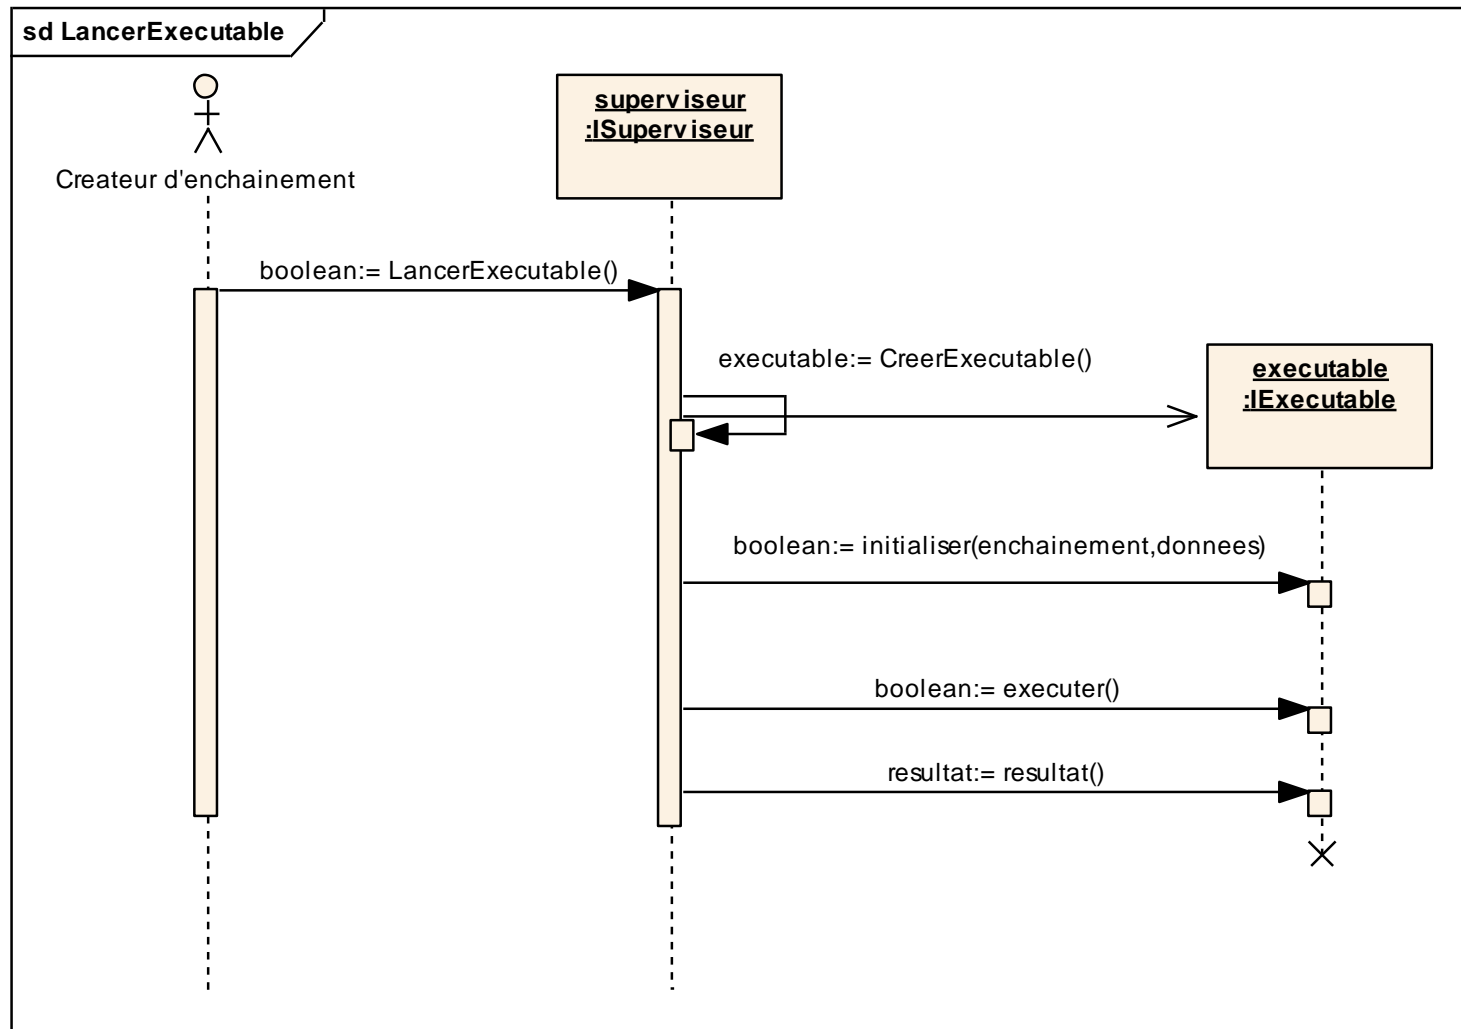 sd LancerExecutable
superviseur
:ISuperviseur
Createur d'enchainement
boolean:= LancerExecutable()
executable:= CreerExecutable()
executable
:IExecutable
boolean:= initialiser(enchainement,donnees)
boolean:= executer()
resultat:= resultat()